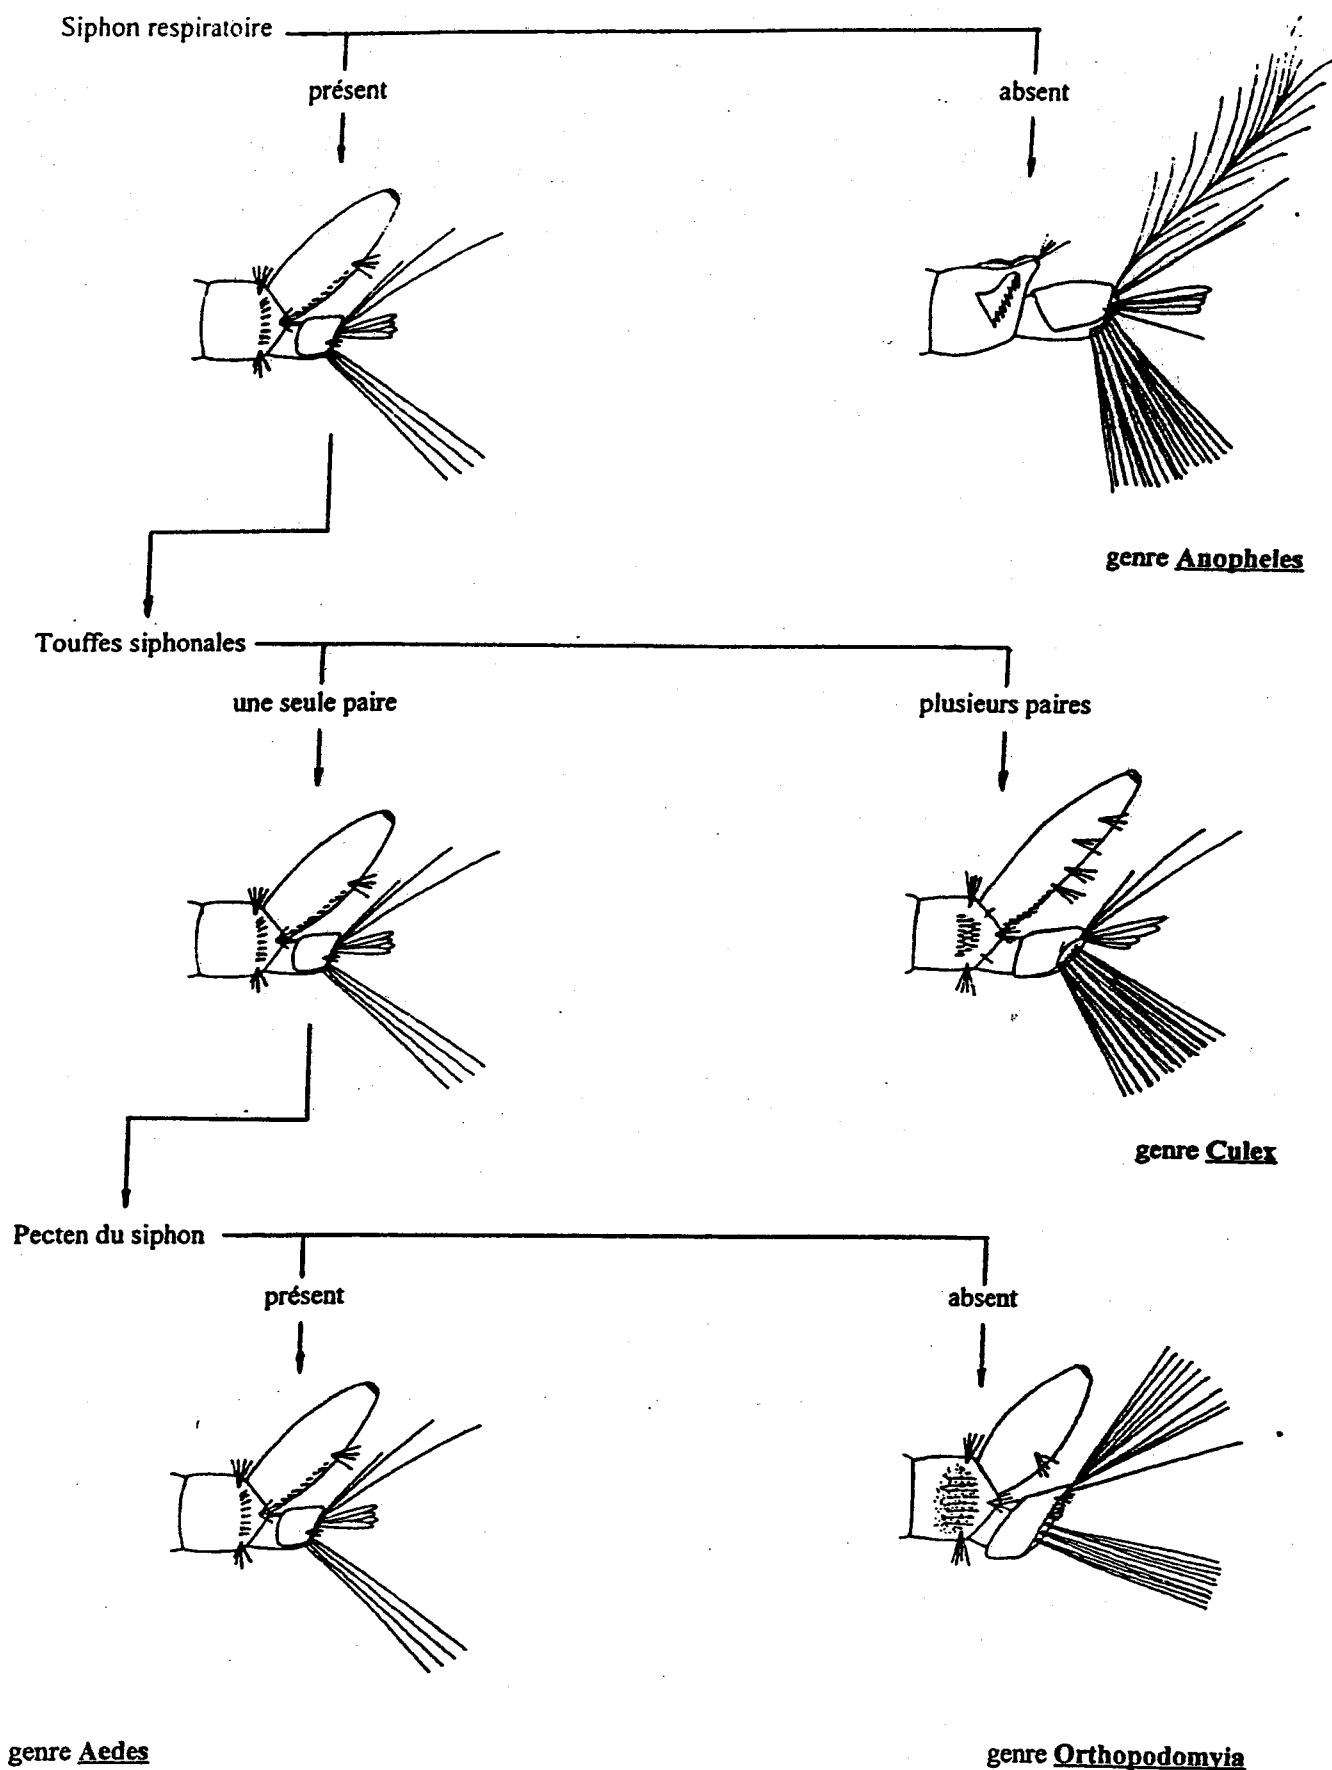 Siphon respiratoire
présent
absent
genre Anopheles
Touffes siphonales
une seule paire
plusieurs paires
genre Culex
Pecten du siphon
présent
absent
genre Aedes
genre Orthopodomyia